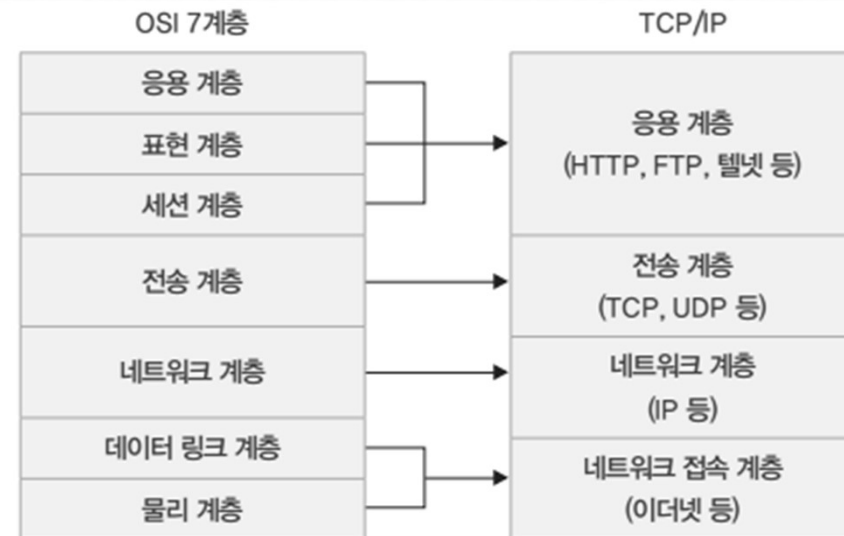 OSI 7계층
TCP/IP
응용 계층
표현 계층
세션 계층
전송 계층
네트워크 계층
데이터 링크 계층
물리 계층
응용 계층
(HTTP, FTP, 텔넷 등)
전송 계층
(TCP, UDP 등)
네트워크 계층
(IP 등)
네트워크 접속 계층
(이더넷 등)